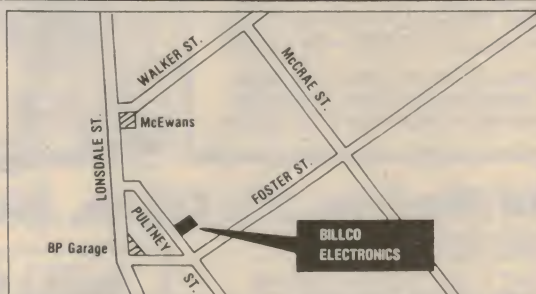 WALKER ST.
McCRAE ST.
McEwans
LONSDALE ST.
FOSTER ST.
PULTNEY
ST.
BP Garage
BILLCO
ELECTRONICS